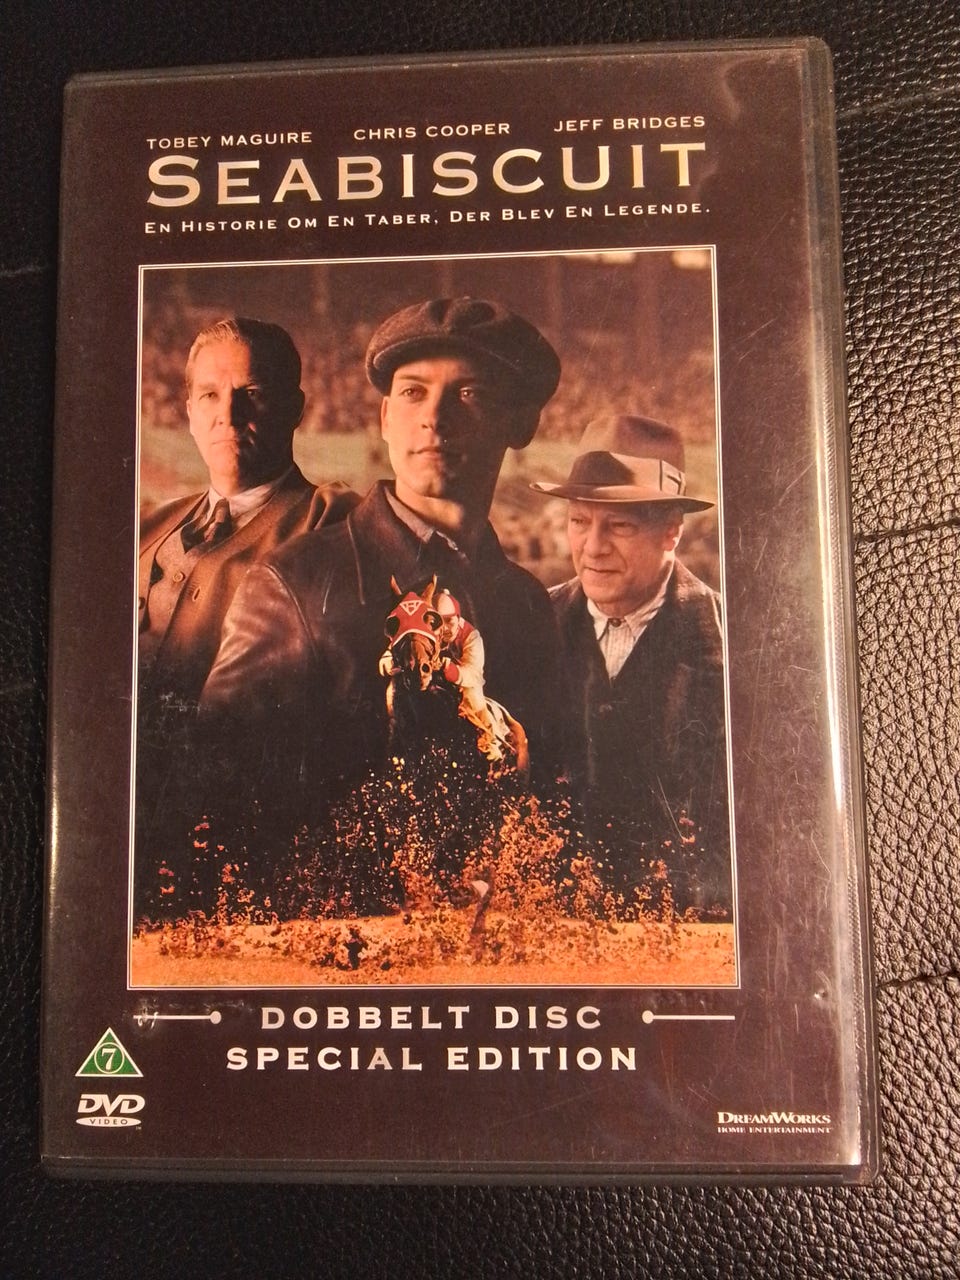 TOBEY MAGUIRE CHRIS COOPER JEFF BRIDGES
SEABISCUIT
EN HISTORIE OM EN TABER, DER BLEV EN LEGENDE.
H
DOBBELT DISC
SPECIAL EDITION
7
DVD
VIDEO
DREAMWORKS
HOME ENTERTAINMENT